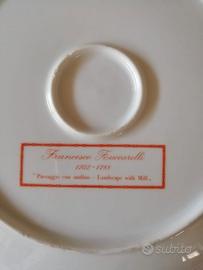 Francesco Zuccarelli
1702 - 1788
"Paesaggio con mulino - Landscape with Mill„
subito